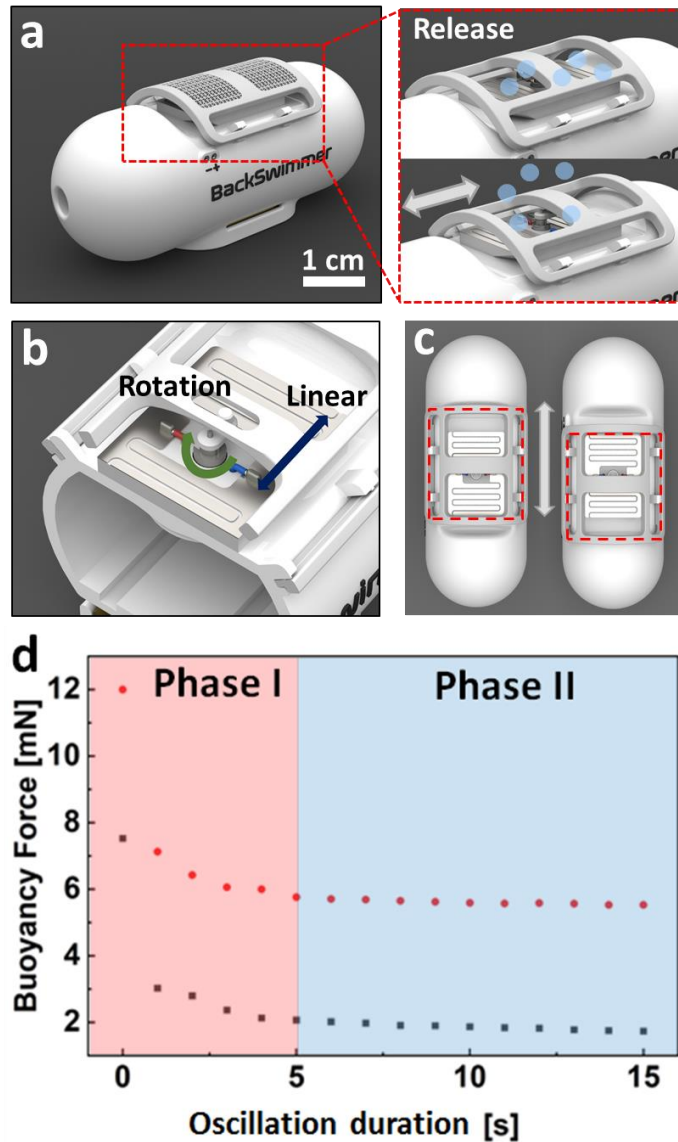 a
BackSwimmer
1 cm
Release
b
Rotation
Linear
c
d
Phase I
Phase II
Buoyancy Force [mN]
12
10
8
6
4
2
0
5
10
15
Oscillation duration [s]